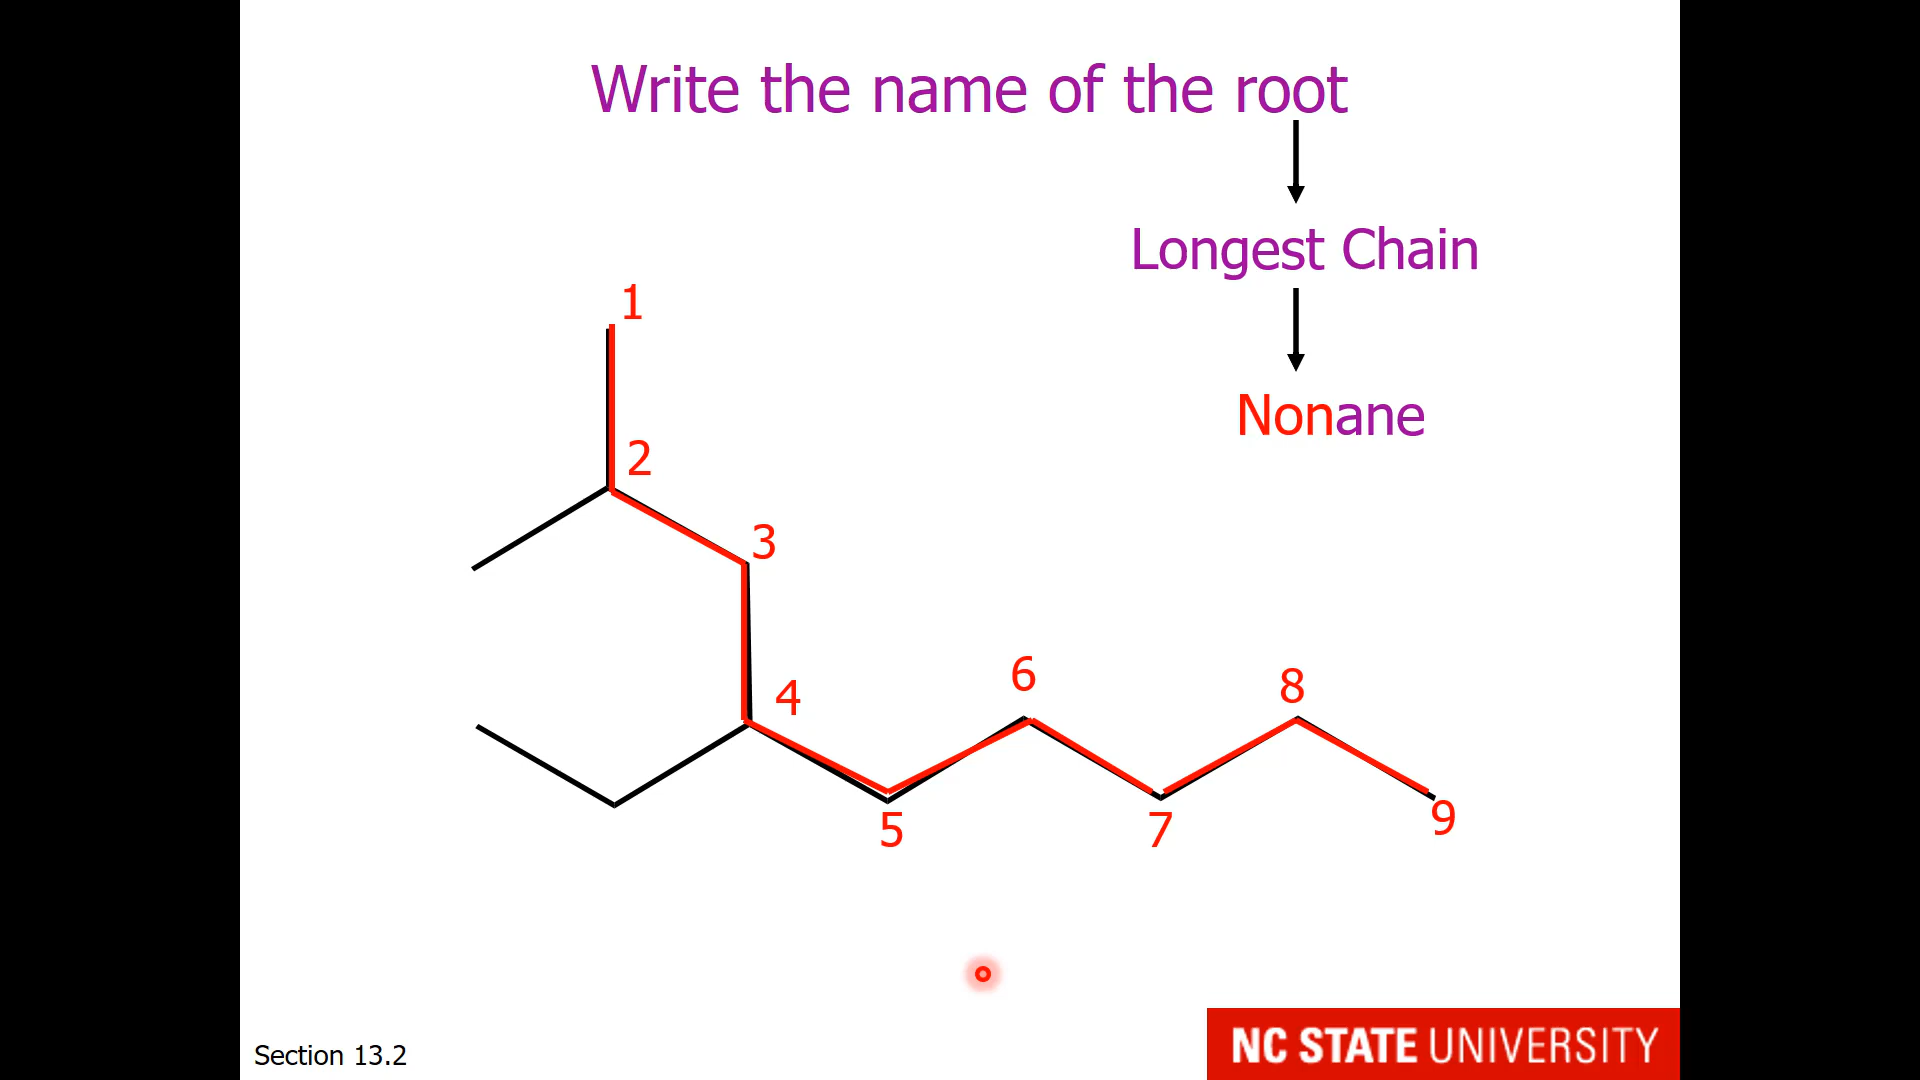 Write the name of the root
Longest Chain
Nonane
1
2
3
4
5
6
7
8
9
Section 13.2
NC STATE UNIVERSITY